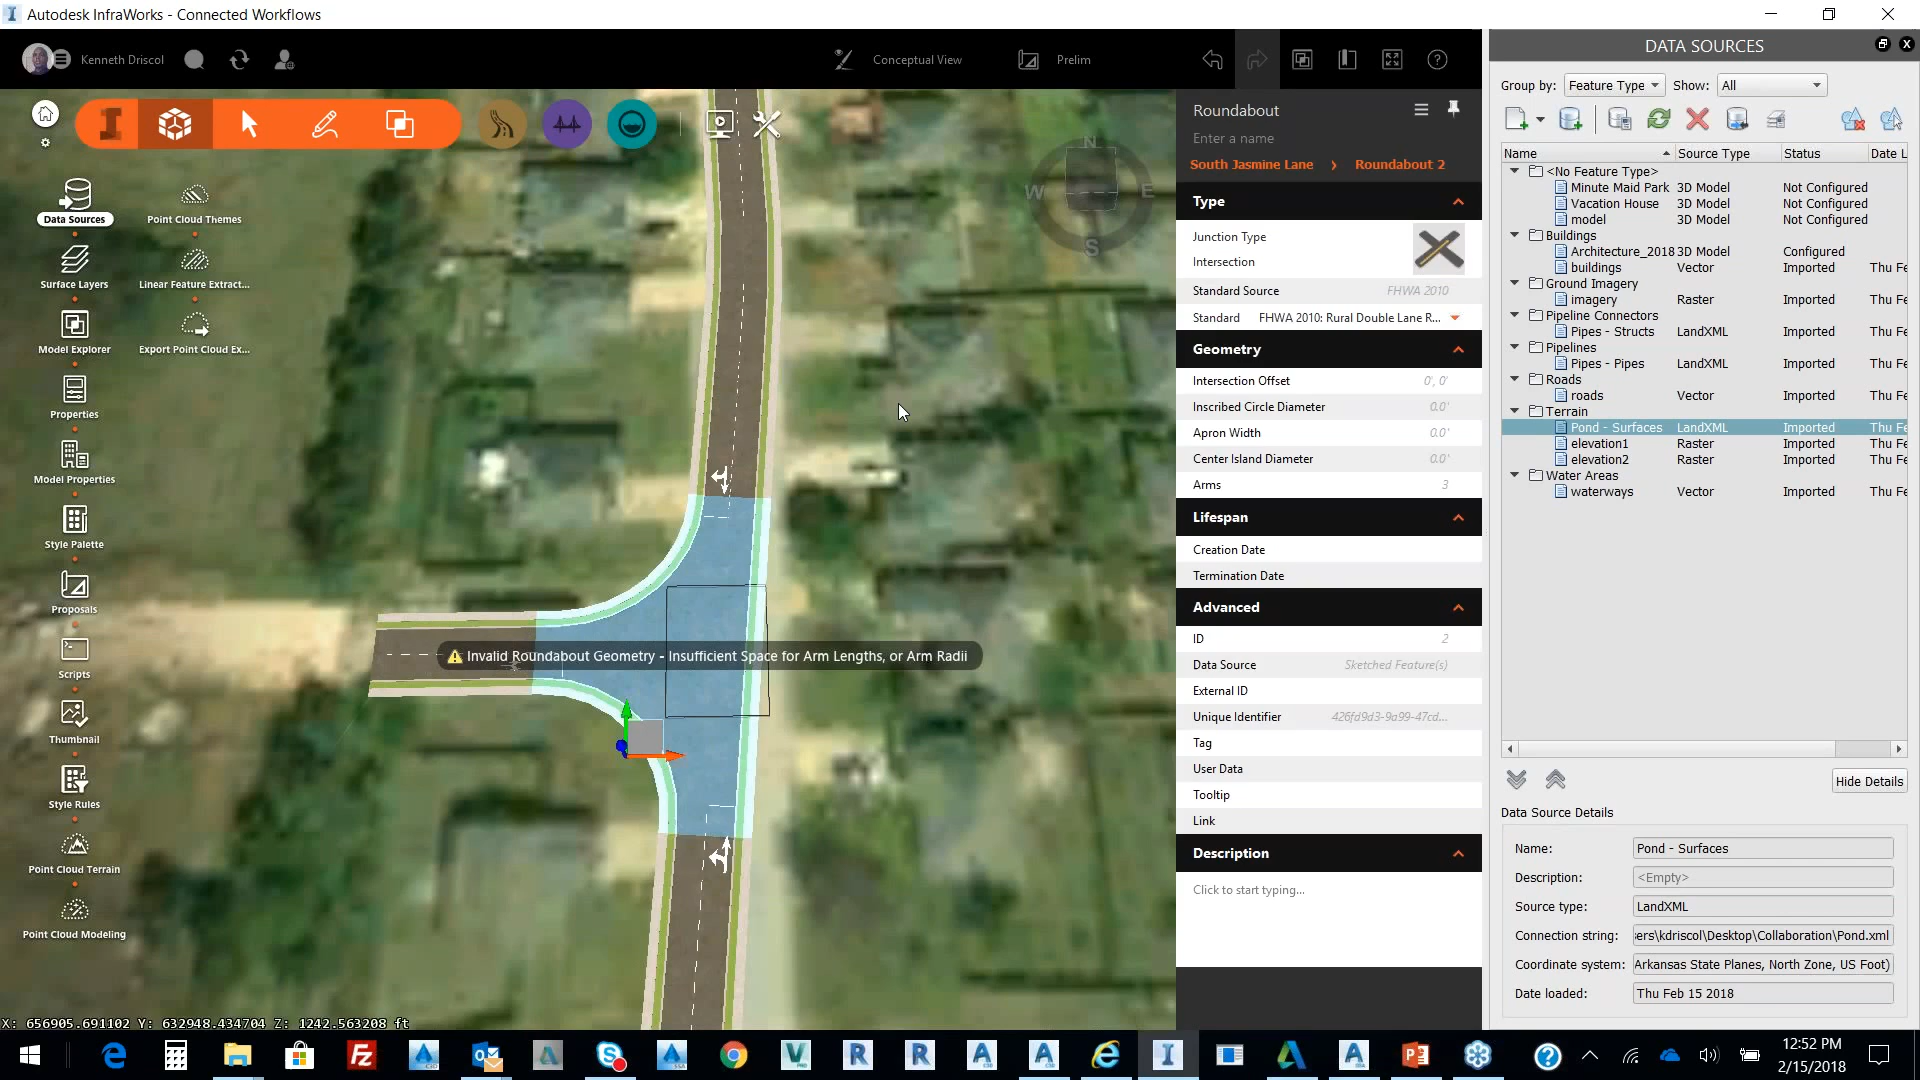 Autodesk InfraWorks - Connected Workflows
Kenneth Driscol
Conceptual View
Prelim
Data Sources
Point Cloud Themes
Surface Layers
Linear Feature Extract...
Model Explorer
Export Point Cloud Ex...
Properties
Model Properties
Style Palette
Proposals
Scripts
Thumbnail
Style Rules
Point Cloud Terrain
Point Cloud Modeling
N
W
E
S
Invalid Roundabout Geometry - Insufficient Space for Arm Lengths, or Arm Radii
X: 656905.691102 Y: 632948.434704 Z: 1242.563208 ft
Roundabout
Enter a name
South Jasmine Lane > Roundabout 2
Type
Junction Type
Intersection
Standard Source FHWA 2010
Standard FHWA 2010: Rural Double Lane R...
Geometry
Intersection Offset 0', 0'
Inscribed Circle Diameter 0.0'
Apron Width 0.0'
Center Island Diameter 0.0'
Arms 3
Lifespan
Creation Date
Termination Date
Advanced
ID 2
Data Source Sketched Feature(s)
External ID
Unique Identifier 426fd9d3-9a99-47cd...
Tag
User Data
Tooltip
Link
Description
Click to start typing...
DATA SOURCES
Group by: Feature Type Show: All
Name Source Type Status Date L
<No Feature Type>
Minute Maid Park 3D Model Not Configured
Vacation House 3D Model Not Configured
model 3D Model Not Configured
Buildings
Architecture_2018 3D Model Configured
buildings Vector Imported Thu Fe
Ground Imagery
imagery Raster Imported Thu Fe
Pipeline Connectors
Pipes - Structs LandXML Imported Thu Fe
Pipelines
Pipes - Pipes LandXML Imported Thu Fe
Roads
roads Vector Imported Thu Fe
Terrain
Pond - Surfaces LandXML Imported Thu Fe
elevation1 Raster Imported Thu Fe
elevation2 Raster Imported Thu Fe
Water Areas
waterways Vector Imported Thu Fe
Hide Details
Data Source Details
Name: Pond - Surfaces
Description: <Empty>
Source type: LandXML
Connection string: sers\kdriscol\Desktop\Collaboration\Pond.xml
Coordinate system: Arkansas State Planes, North Zone, US Foot)
Date loaded: Thu Feb 15 2018
12:52 PM
2/15/2018